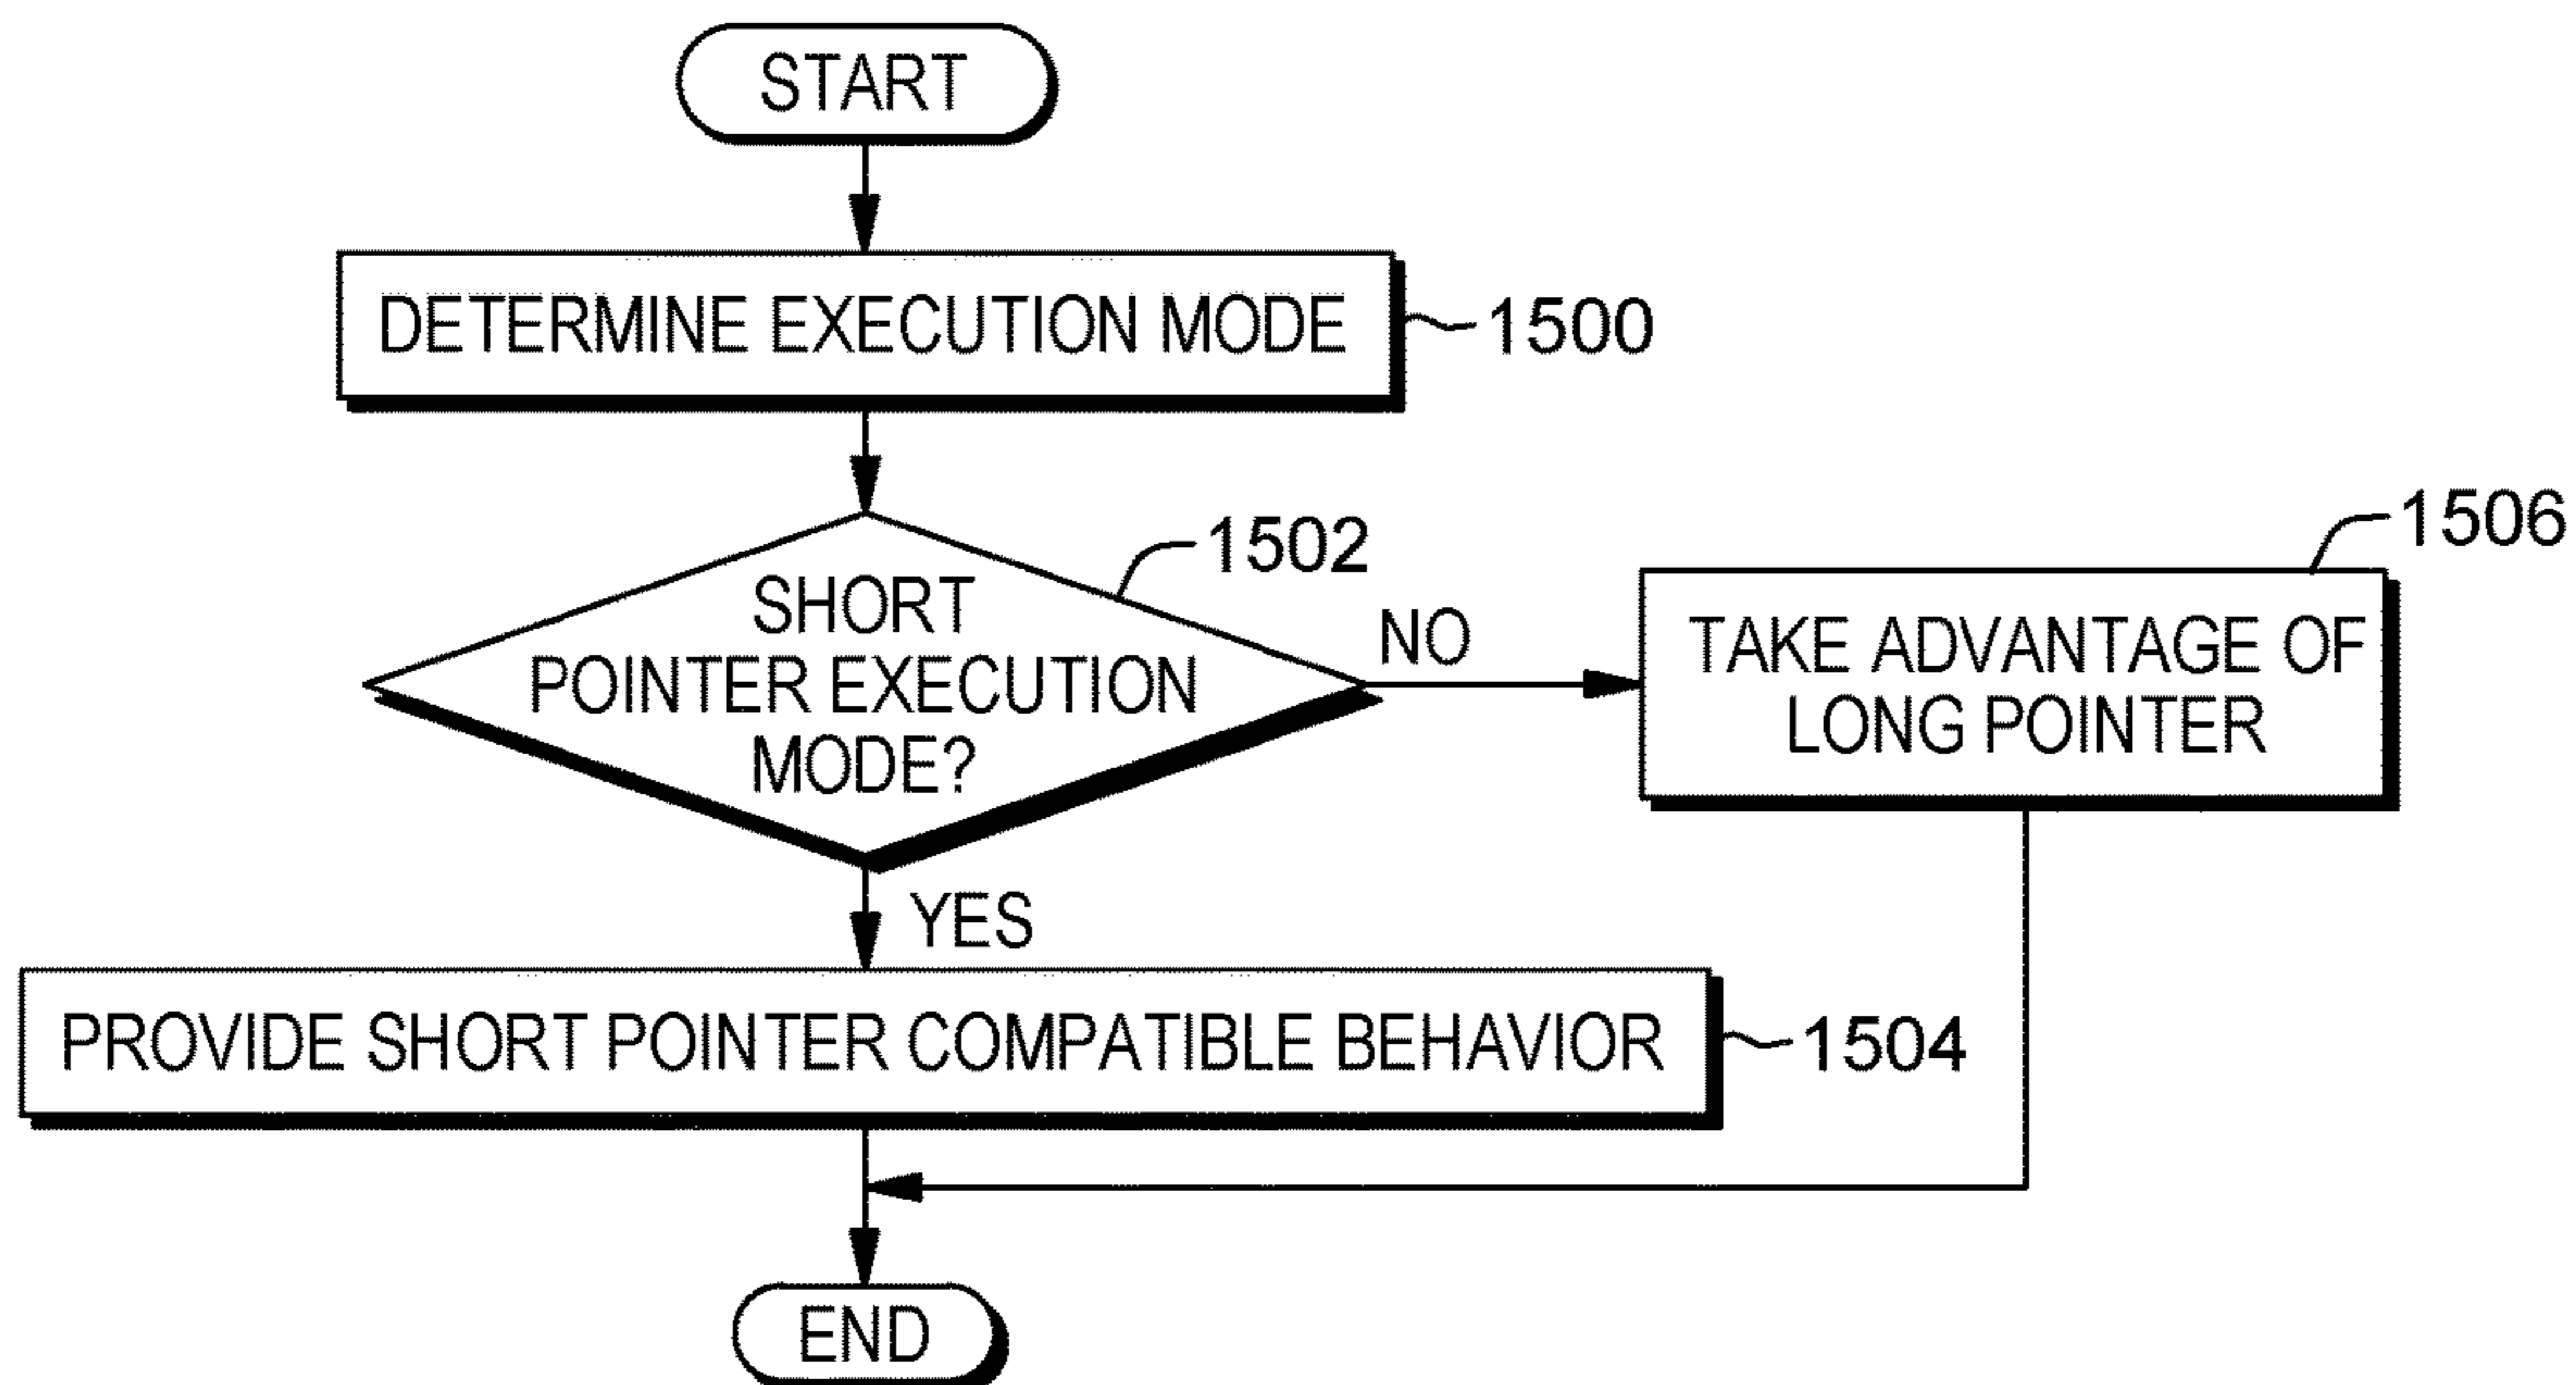 START
DETERMINE EXECUTION MODE
1500
1502
SHORT
POINTER EXECUTION
MODE?
NO
1506
TAKE ADVANTAGE OF
LONG POINTER
YES
PROVIDE SHORT POINTER COMPATIBLE BEHAVIOR
1504
END